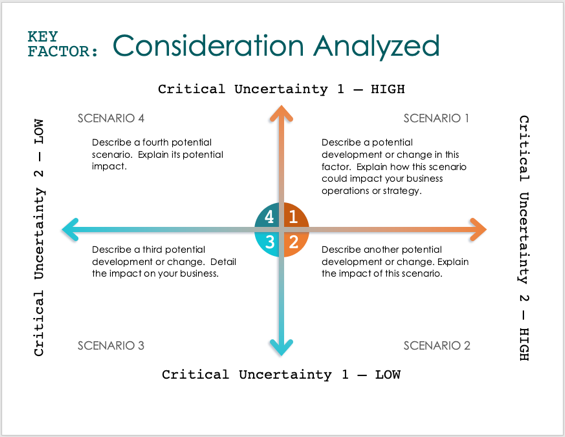 KEY
FACTOR: Consideration Analyzed
Critical Uncertainty 1 – HIGH
SCENARIO 4
Describe a fourth potential
scenario. Explain its potential
impact.
SCENARIO 1
Describe a potential
development or change in this
factor. Explain how this scenario
could impact your business
operations or strategy.
Critical Uncertainty 2 – LOW
4 1
3 2
Critical Uncertainty 2 – HIGH
Describe a third potential
development or change. Detail
the impact on your business.
SCENARIO 3
Describe another potential
development or change. Explain
the impact of this scenario.
SCENARIO 2
Critical Uncertainty 1 – LOW